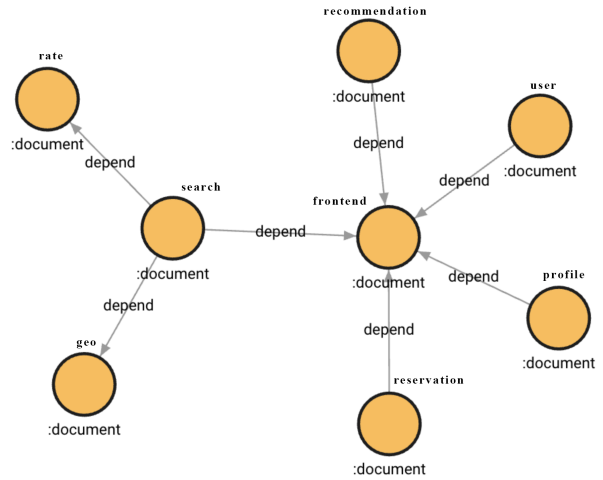 recommendation
:document
rate
:document
user
:document
depend
depend
depend
search
:document
frontend
:document
depend
depend
profile
:document
depend
geo
:document
depend
reservation
:document